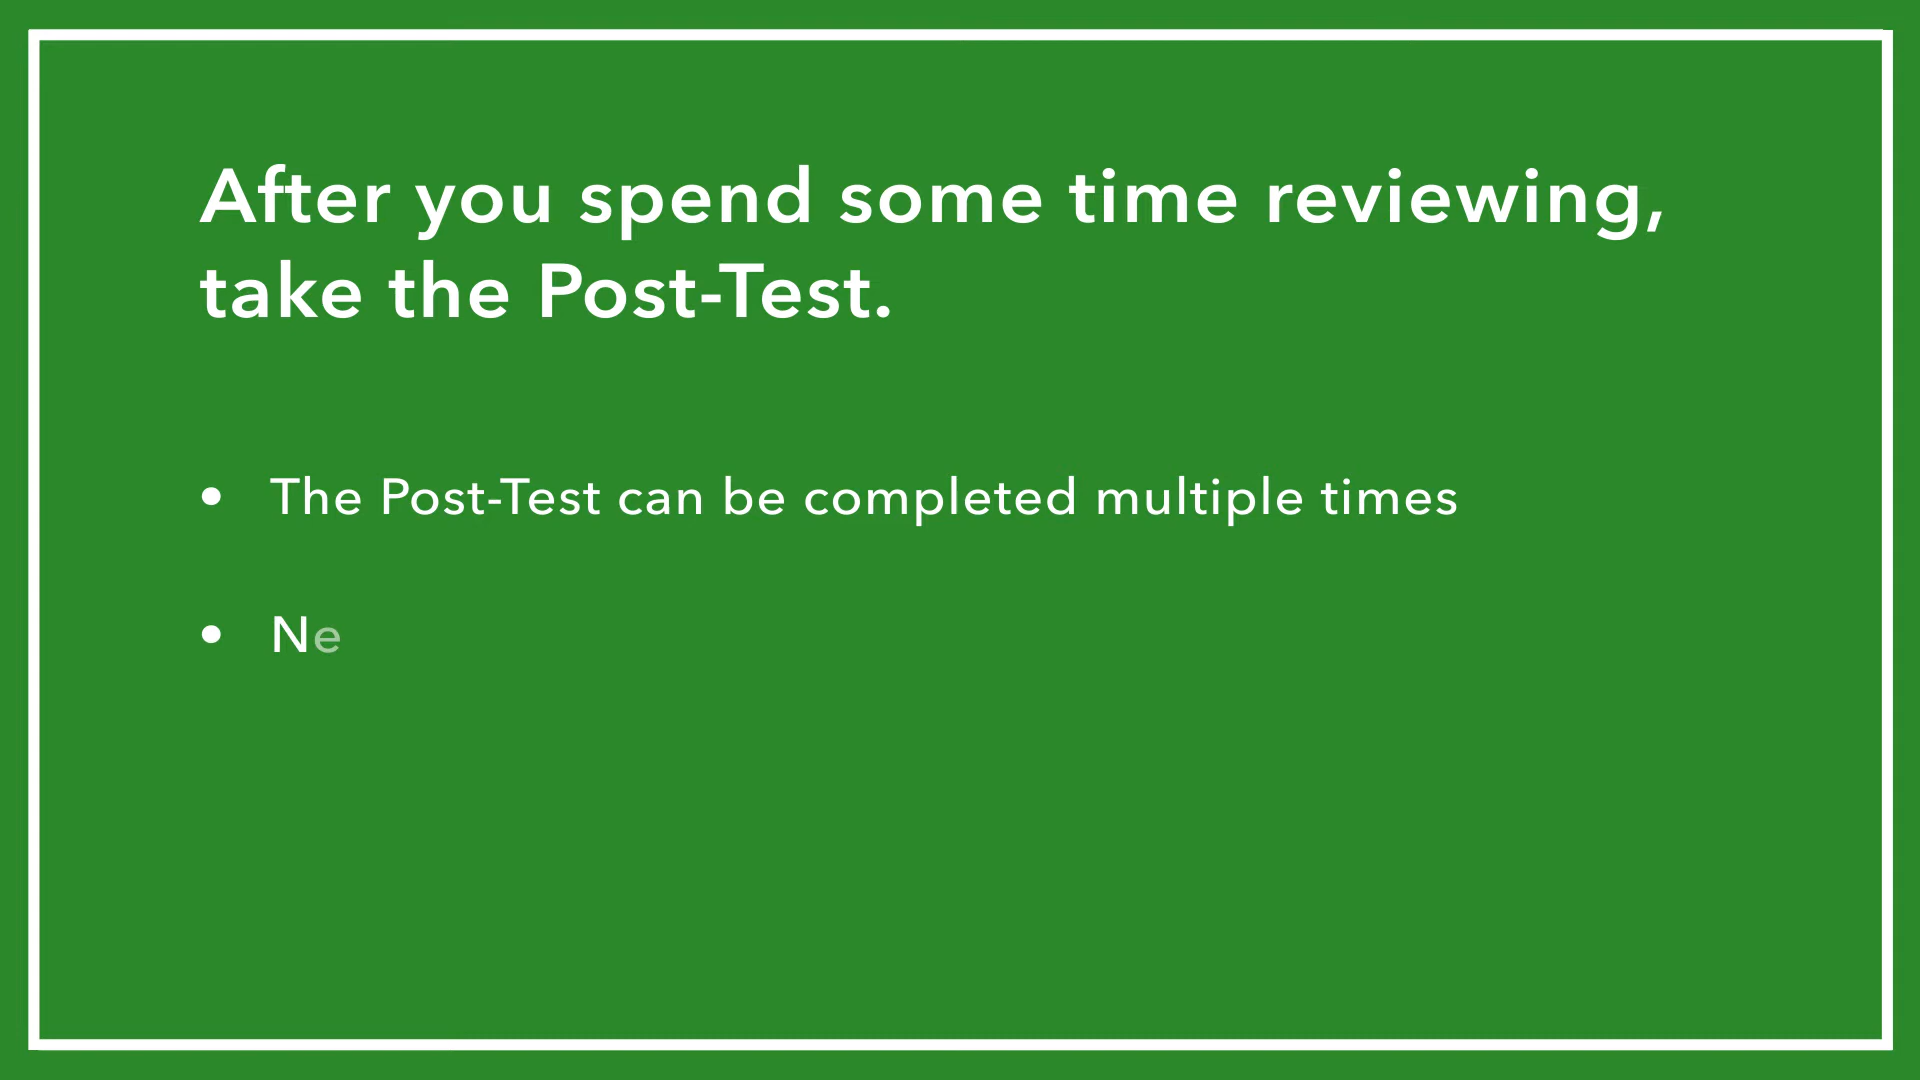 After you spend some time reviewing,
take the Post-Test.
• The Post-Test can be completed multiple times
• Ne